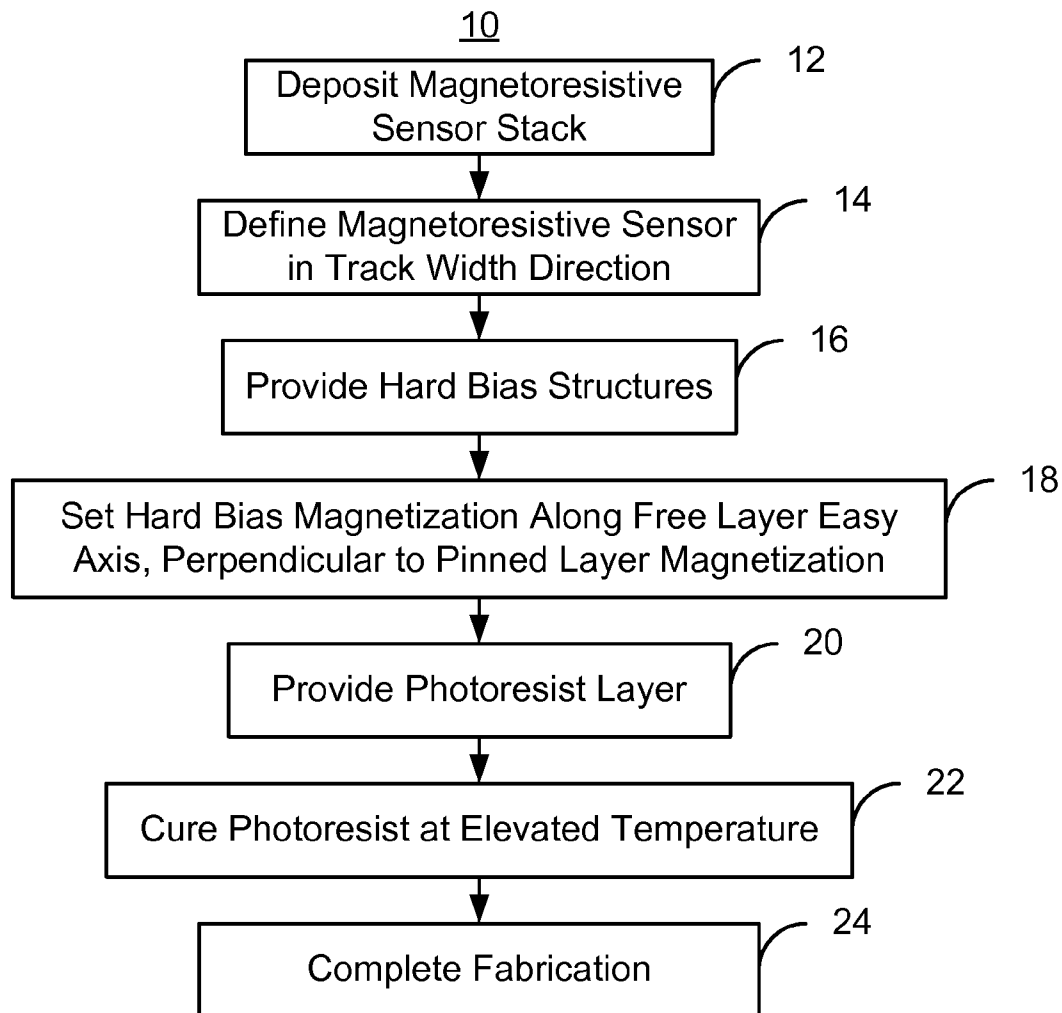 10
Deposit Magnetoresistive
Sensor Stack
12
Define Magnetoresistive Sensor
in Track Width Direction
14
Provide Hard Bias Structures
16
Set Hard Bias Magnetization Along Free Layer Easy
Axis, Perpendicular to Pinned Layer Magnetization
18
Provide Photoresist Layer
20
Cure Photoresist at Elevated Temperature
22
Complete Fabrication
24